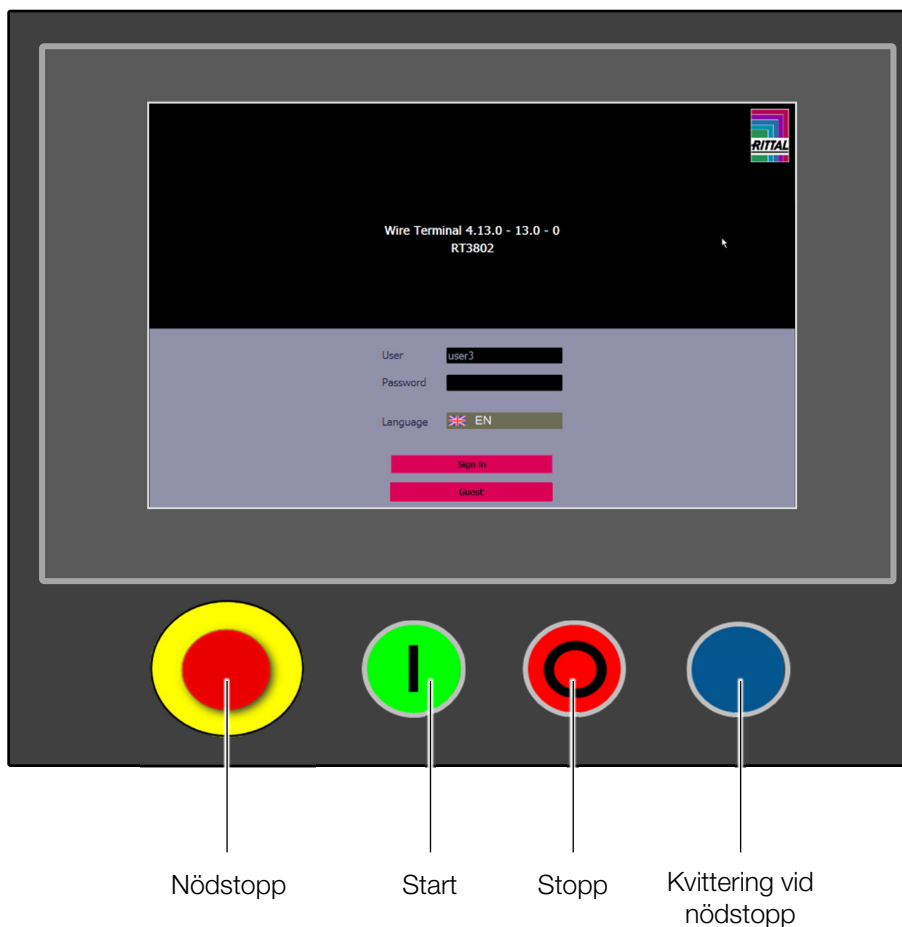 RITTAL
Wire Terminal 4.13.0 - 13.0 - 0
RT3802
User user3
Password
Language EN
Sign in
Guest
Nödstopp Start Stopp Kvittering vid
nödstopp